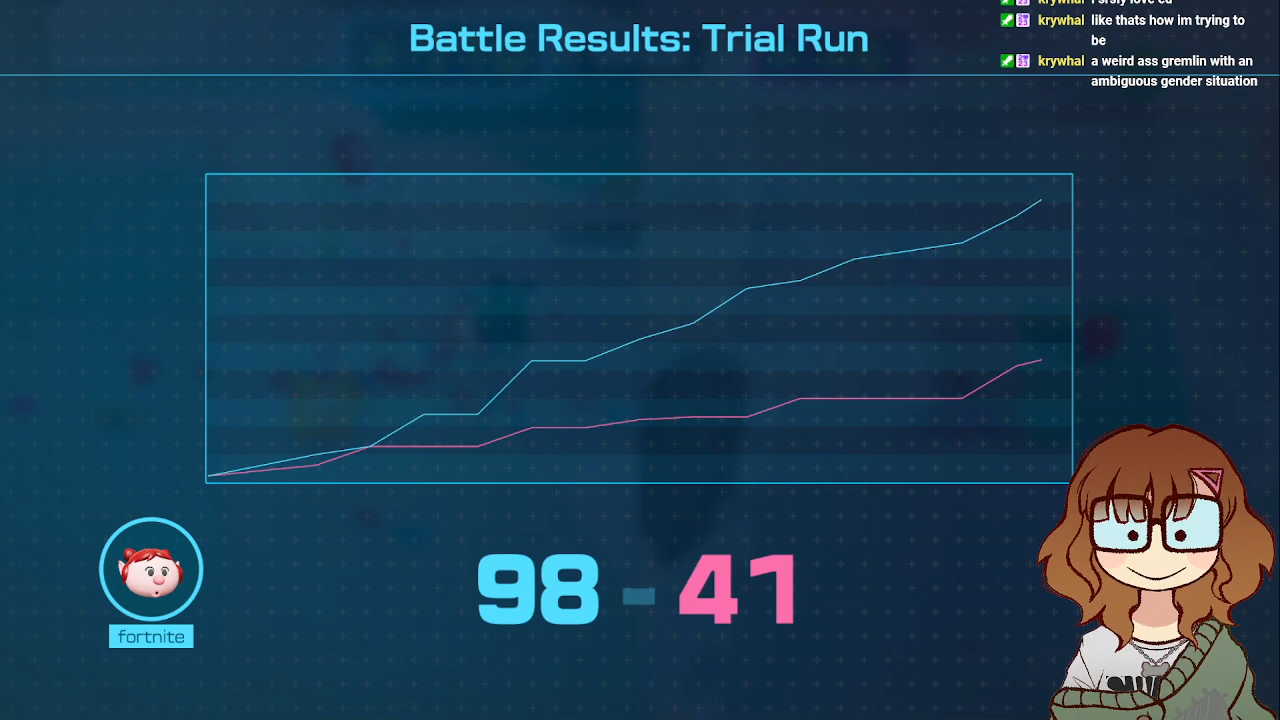 Battle Results: Trial Run
krywhal like thats how im trying to
be
krywhal a weird ass gremlin with an
ambiguous gender situation
98 - 41
fortnite